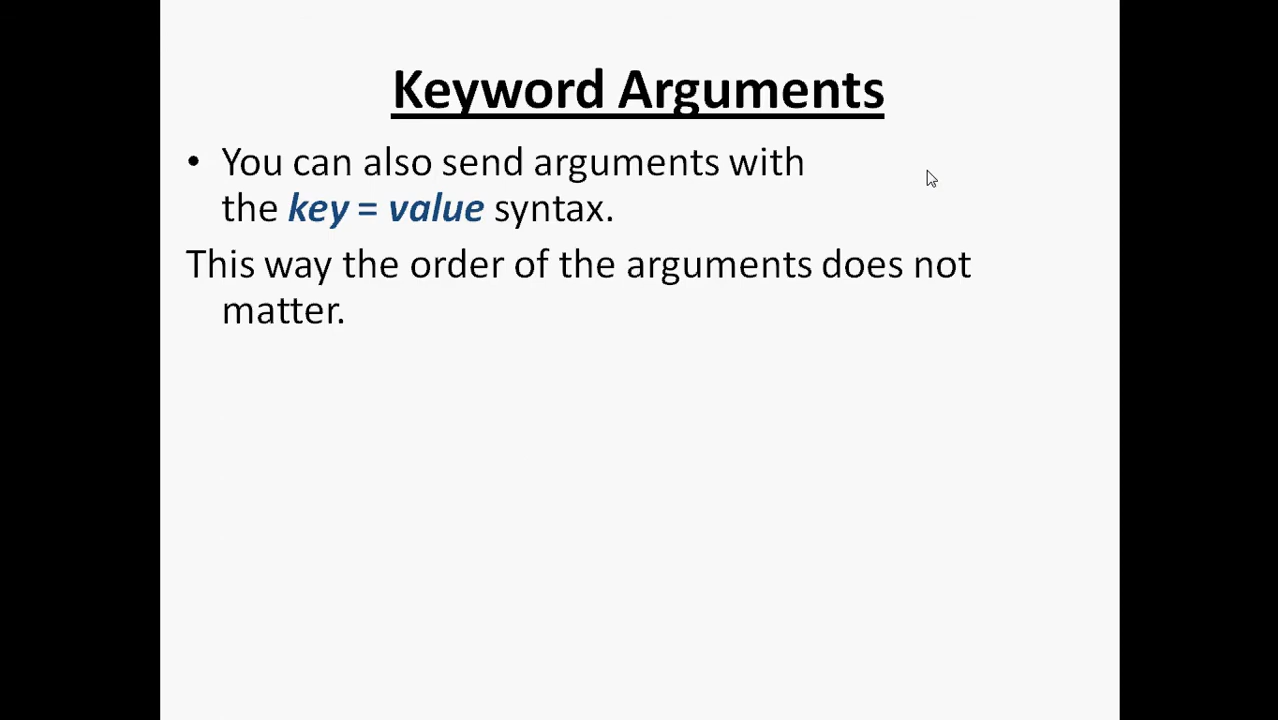 Keyword Arguments
• You can also send arguments with
the key = value syntax.
This way the order of the arguments does not
matter.